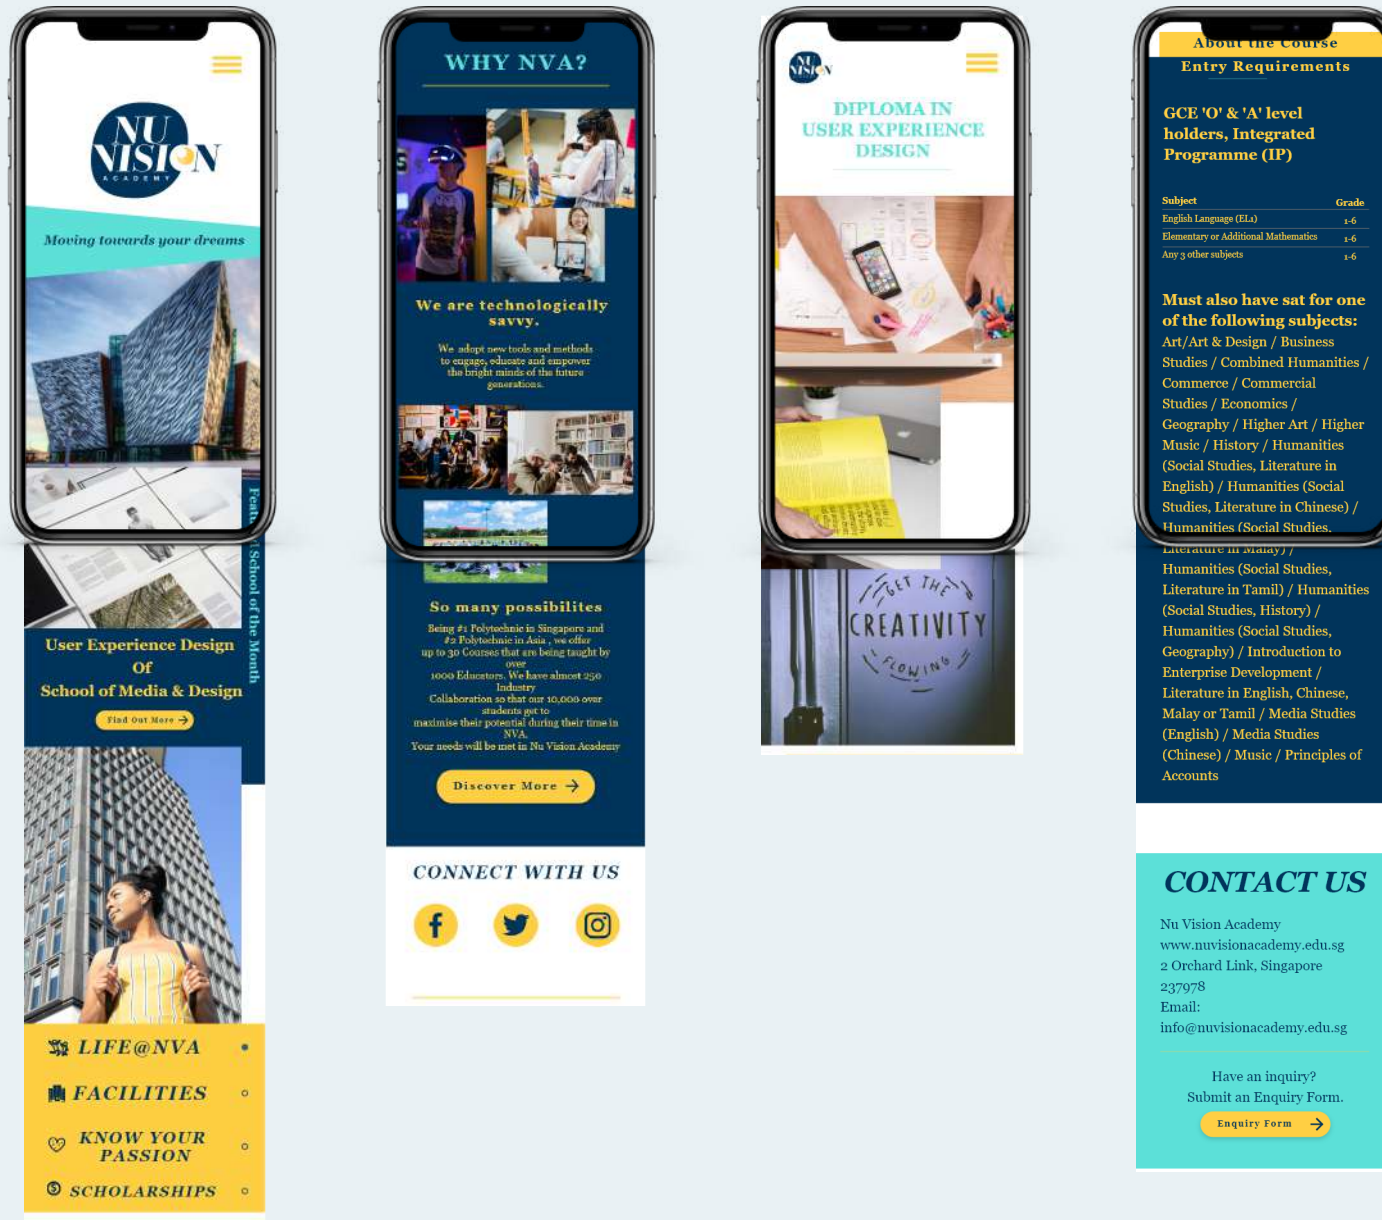 NU
VISION
ACADEMY
Moving towards your dreams
Featured School of the Month
User Experience Design
Of
School of Media & Design
Find Out More
LIFE@NVA
FACILITIES
KNOW YOUR
PASSION
SCHOLARSHIPS
WHY NVA?
We are technologically
savvy.
We adopt new tools and methods
to engage, educate and empower
the bright minds of the future
generations.
So many possibilites
Being #1 Polytechnic in Singapore and
#2 Polytechnic in Asia , we offer
up to 30 Courses that are being taught by
over
1000 Educators. We have almost 250
Industry
Collaboration so that our 10,000 over
students get to
maximise their potential during their time in
NVA.
Your needs will be met in Nu Vision Academy
Discover More
CONNECT WITH US
NU
VISION
DIPLOMA IN
USER EXPERIENCE
DESIGN
GET THE
CREATIVITY
FLOWING
About the Course
Entry Requirements
GCE 'O' & 'A' level
holders, Integrated
Programme (IP)
Subject Grade
English Language (EL1) 1-6
Elementary or Additional Mathematics 1-6
Any 3 other subjects 1-6
Must also have sat for one
of the following subjects:
Art/Art & Design / Business
Studies / Combined Humanities /
Commerce / Commercial
Studies / Economics /
Geography / Higher Art / Higher
Music / History / Humanities
(Social Studies, Literature in
English) / Humanities (Social
Studies, Literature in Chinese) /
Humanities (Social Studies,
Literature in Malay) /
Humanities (Social Studies,
Literature in Tamil) / Humanities
(Social Studies, History) /
Humanities (Social Studies,
Geography) / Introduction to
Enterprise Development /
Literature in English, Chinese,
Malay or Tamil / Media Studies
(English) / Media Studies
(Chinese) / Music / Principles of
Accounts
CONTACT US
Nu Vision Academy
www.nuvisionacademy.edu.sg
2 Orchard Link, Singapore
237978
Email:
info@nuvisionacademy.edu.sg
Have an inquiry?
Submit an Enquiry Form.
Enquiry Form